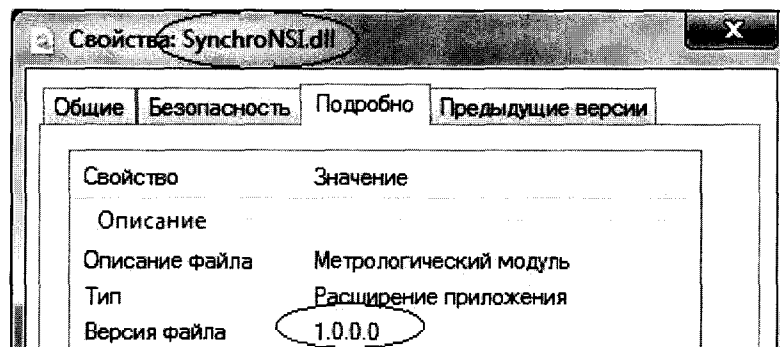 Свойства: SynchroNSI.dll
Общие Безопасность Подробно Предыдущие версии
Свойство Значение
Описание
Описание файла Метрологический модуль
Тип Расширение приложения
Версия файла 1.0.0.0